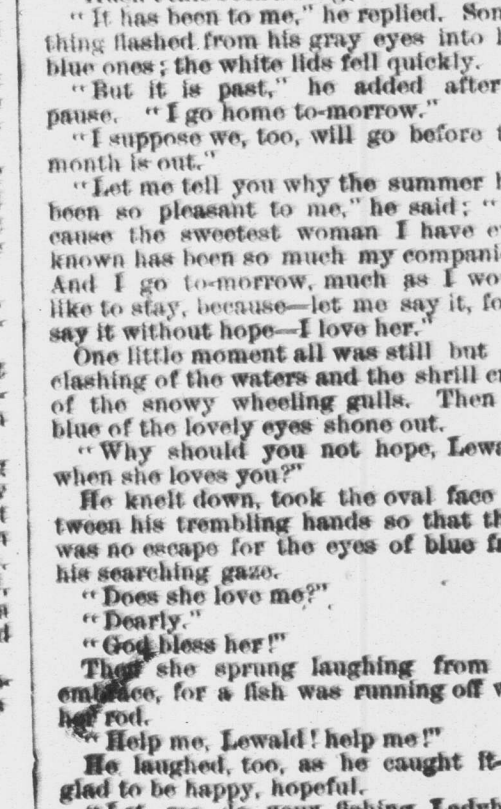 "It has been to me," he replied.
thing flashed from his gray eyes into
blue ones; the white lids fell quickly.
"But it is past," he added after
pause. "I go home to-morrow."
"I suppose we, too, will go before
month is out."
"Let me tell you why the summer
been so pleasant to me," he said; "
cause the sweetest woman I have
known has been so much my
And I go to-morrow, much as I
like to stay, because—let me say it,
say it without hope—I love her."
One little moment all was still but
clashing of the waters and the shrill
of the snowy wheeling gulls. Then
blue of the lovely eyes shone out.
"Why should you not hope,
when she loves you?"
He knelt down, took the oval face
tween his trembling hands so that
was no escape for the eyes of blue
his searching gaze.
"Does she love me?"
"Dearly."
"God bless her!"
Then she sprung laughing from
embrace, for a fish was running off
her rod.
"Help me, Lewald! help me!"
He laughed, too, as he caught it
glad to be happy, hopeful.